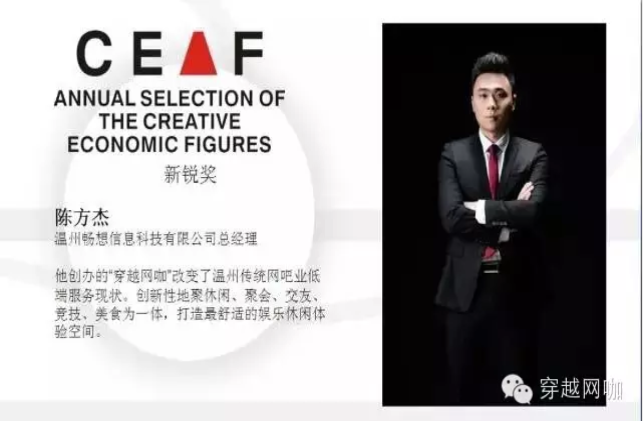 CEAF
ANNUAL SELECTION OF
THE CREATIVE
ECONOMIC FIGURES
新锐奖
陈方杰
温州畅想信息科技有限公司总经理
他创办的“穿越网咖”改变了温州传统网吧业低
端服务现状。创新性地聚休闲、聚会、交友、
竞技、美食为一体，打造最舒适的娱乐休闲体
验空间。
穿越网咖